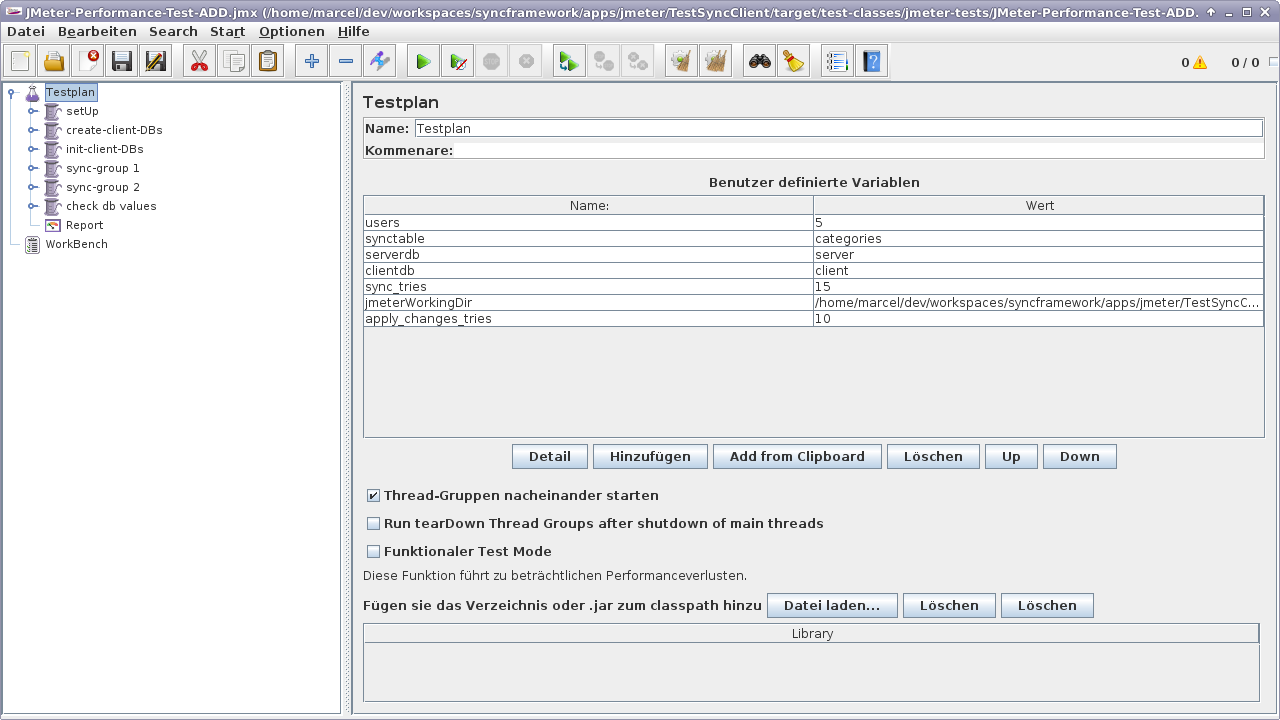 JMeter-Performance-Test-ADD.jmx (/home/marcel/dev/workspaces/syncframework/apps/jmeter/TestSyncClient/target/test-classes/jmeter-tests/JMeter-Performance-Test-ADD.
Datei Bearbeiten Search Start Optionen Hilfe
0 0 / 0
Testplan
setUp
create-client-DBs
init-client-DBs
sync-group 1
sync-group 2
check db values
Report
WorkBench
Testplan
Name: Testplan
Kommenare:
Benutzer definierte Variablen
Name: Wert
users 5
synctable categories
serverdb server
clientdb client
sync_tries 15
jmeterWorkingDir /home/marcel/dev/workspaces/syncframework/apps/jmeter/TestSyncC...
apply_changes_tries 10
Detail Hinzufügen Add from Clipboard Löschen Up Down
Thread-Gruppen nacheinander starten
Run tearDown Thread Groups after shutdown of main threads
Funktionaler Test Mode
Diese Funktion führt zu beträchtlichen Performanceverlusten.
Fügen sie das Verzeichnis oder .jar zum classpath hinzu Datei laden... Löschen Löschen
Library